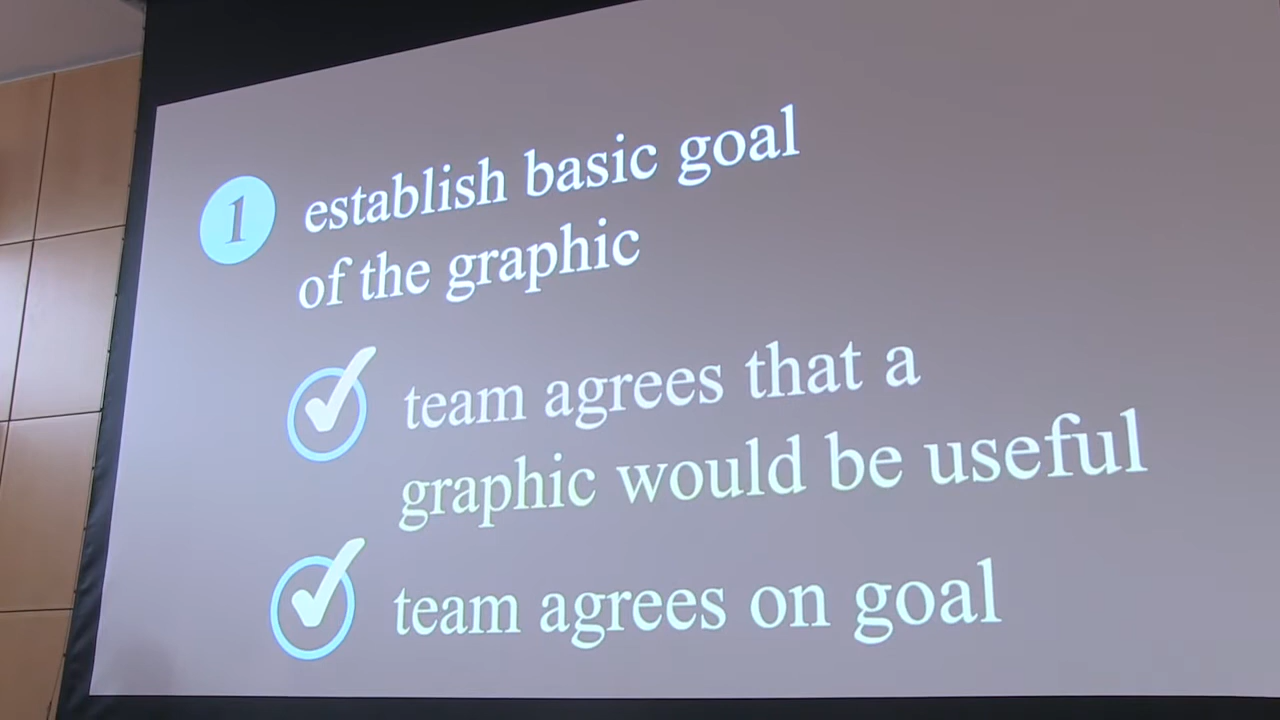 1 establish basic goal
of the graphic
team agrees that a
graphic would be useful
team agrees on goal